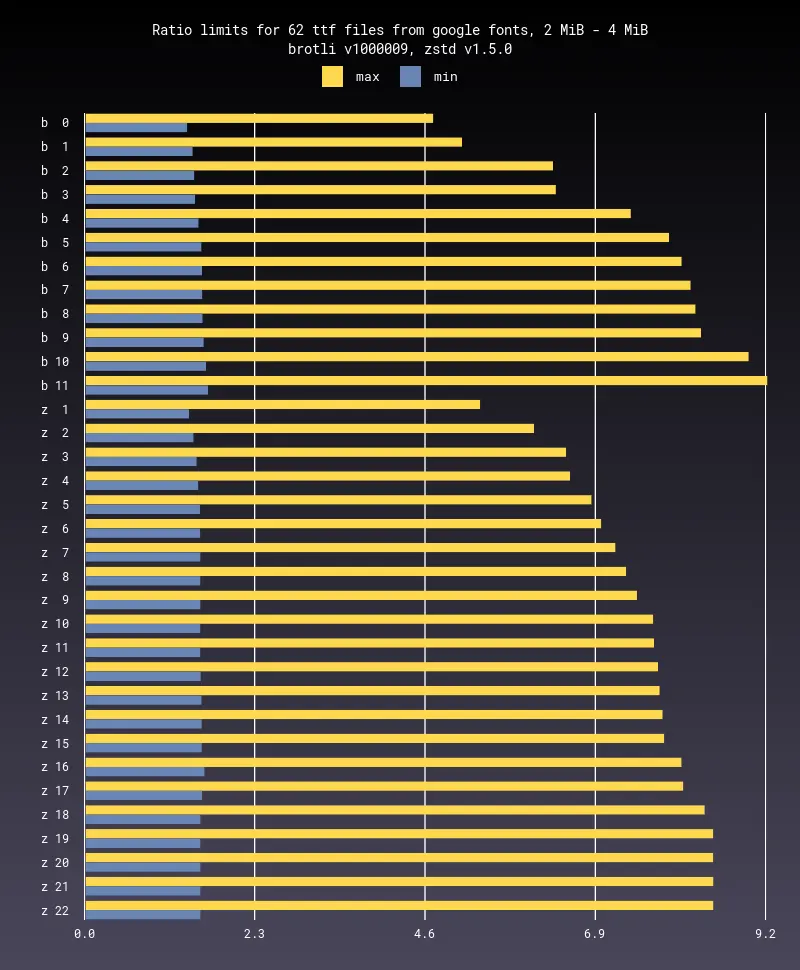 Ratio limits for 62 ttf files from google fonts, 2 MiB - 4 MiB
brotli v1000009, zstd v1.5.0
max min
b 0
b 1
b 2
b 3
b 4
b 5
b 6
b 7
b 8
b 9
b 10
b 11
z 1
z 2
z 3
z 4
z 5
z 6
z 7
z 8
z 9
z 10
z 11
z 12
z 13
z 14
z 15
z 16
z 17
z 18
z 19
z 20
z 21
z 22
0.0 2.3 4.6 6.9 9.2